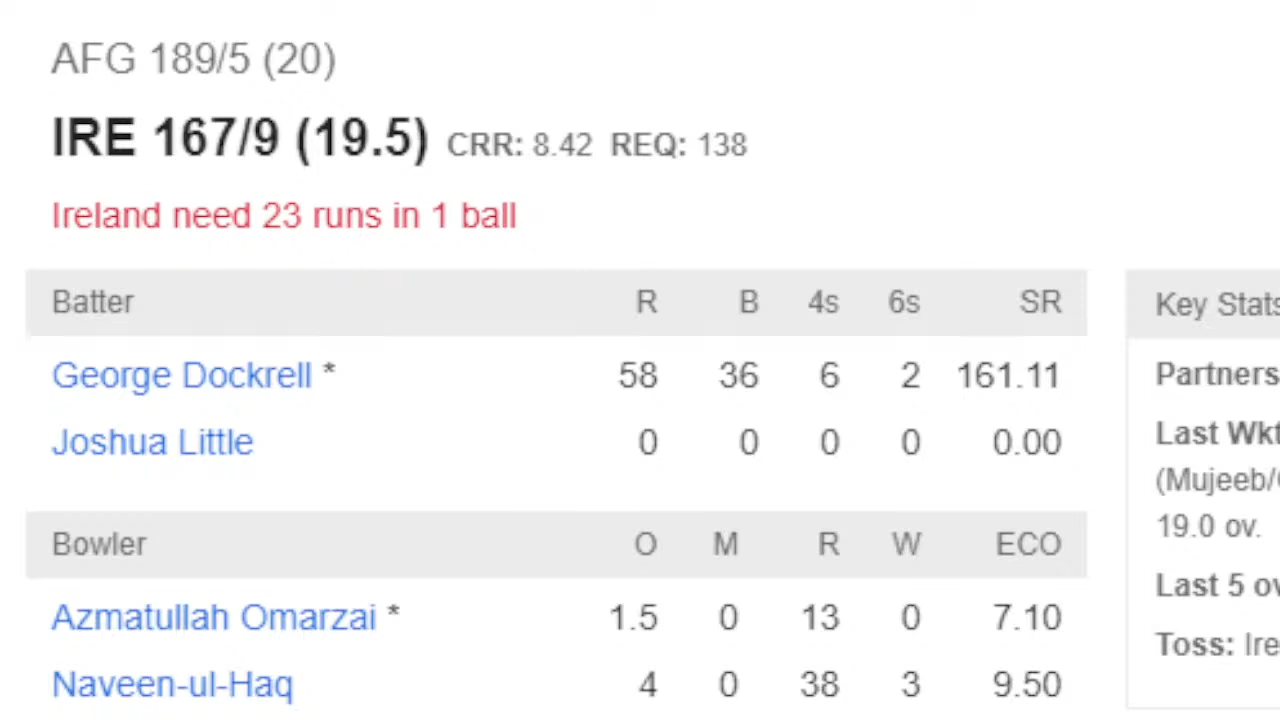 AFG 189/5 (20)
IRE 167/9 (19.5) CRR: 8.42 REQ: 138
Ireland need 23 runs in 1 ball
Batter R B 4s 6s SR
George Dockrell * 58 36 6 2 161.11
Joshua Little 0 0 0 0 0.00
Bowler O M R W ECO
Azmatullah Omarzai * 1.5 0 13 0 7.10
Naveen-ul-Haq 4 0 38 3 9.50
Key Stats
Partners
Last Wkt
(Mujeeb/
19.0 ov.
Last 5 ov
Toss: Ire